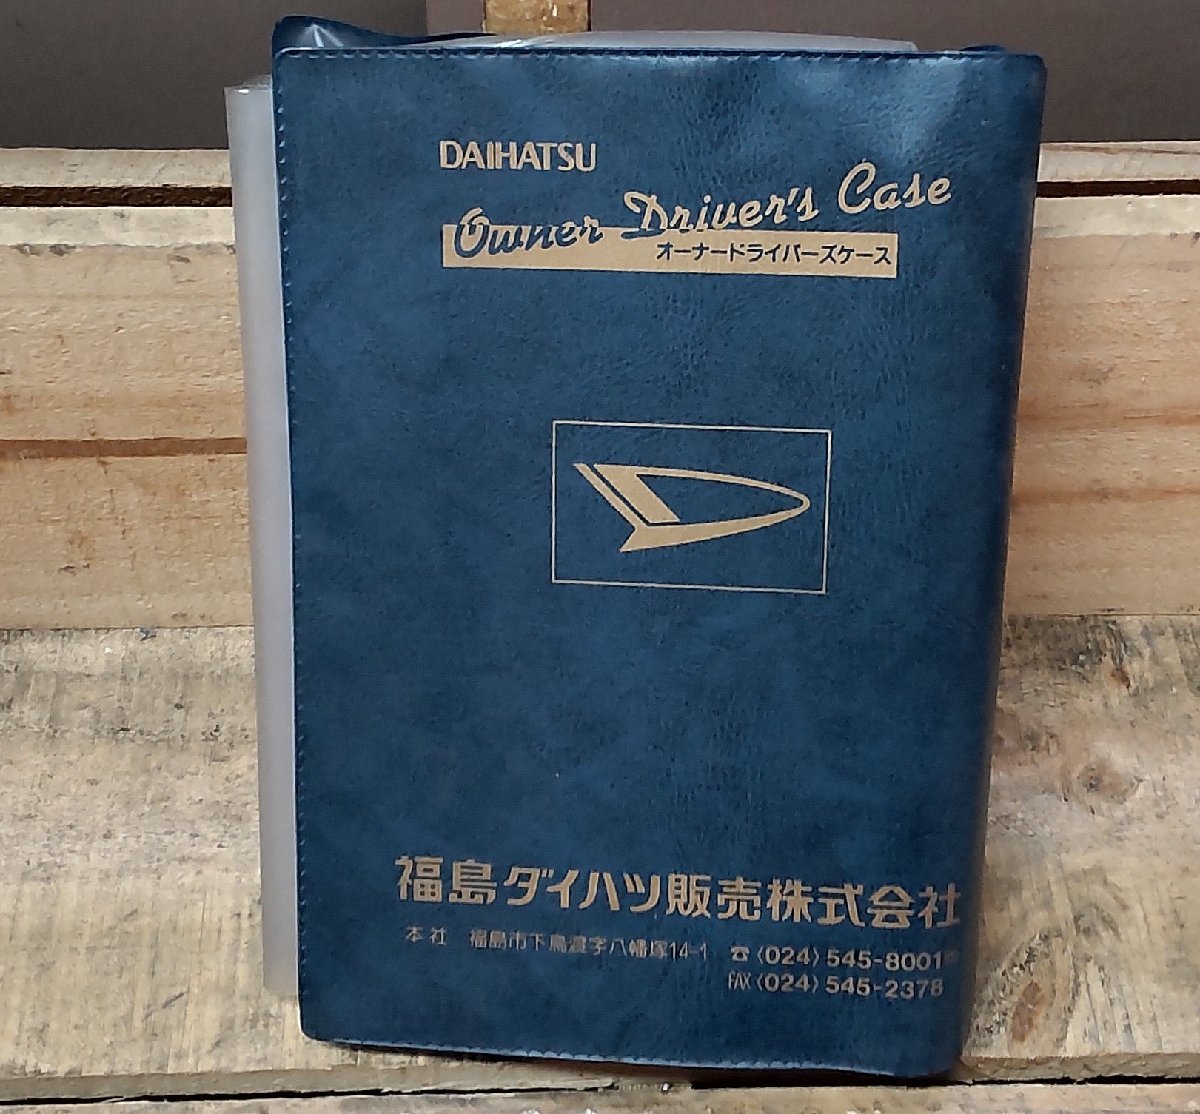 DAIHATSU
Owner Driver's Case
オーナードライバーズケース
福島ダイハツ販売株式会社
本社 福島市下鳥渡字八幡塚14-1 ☎〈024〉545-8001
FAX〈024〉545-2378